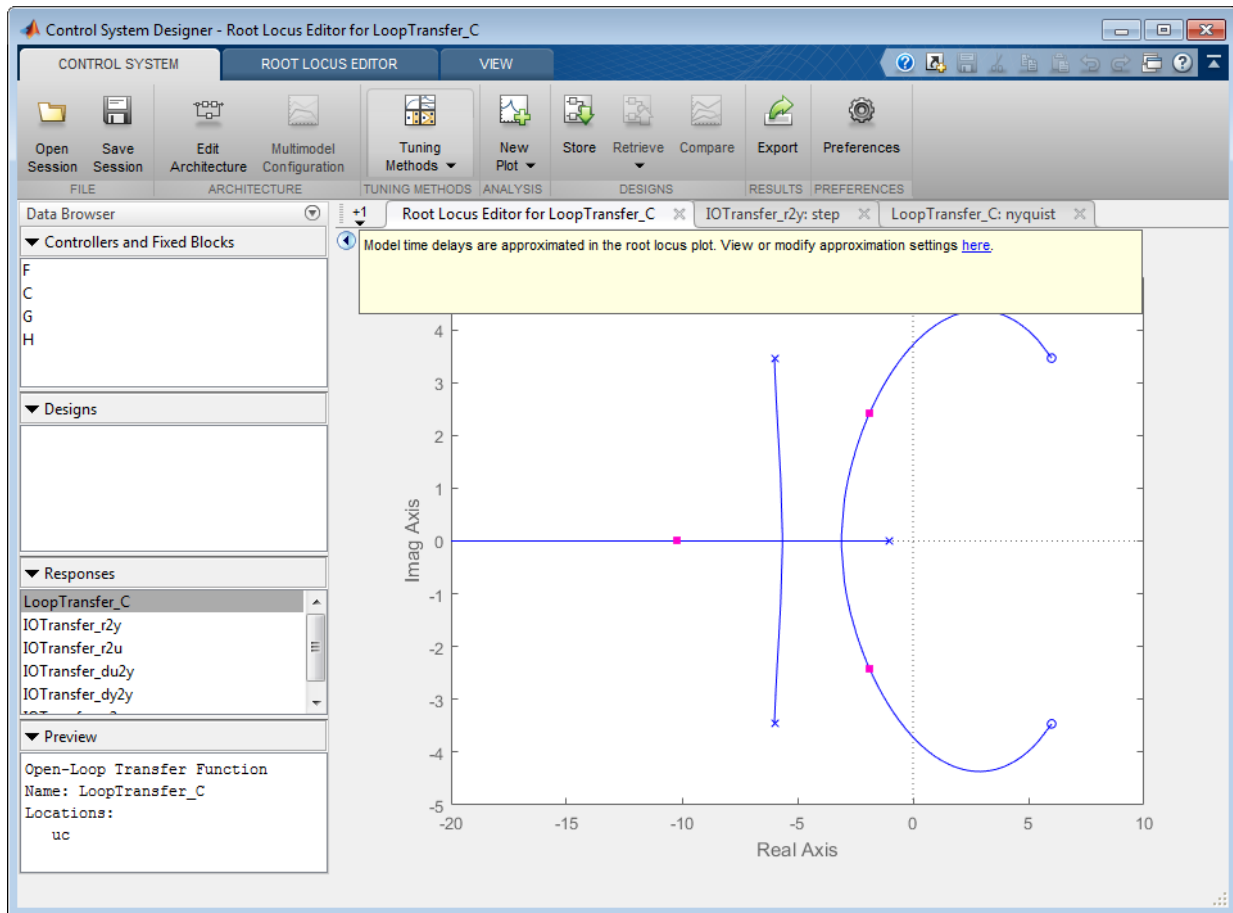 Control System Designer - Root Locus Editor for LoopTransfer_C
CONTROL SYSTEM ROOT LOCUS EDITOR VIEW
Open Session
Save Session
Edit Architecture
Multimodel Configuration
Tuning Methods
New Plot
Store
Retrieve
Compare
Export
Preferences
FILE ARCHITECTURE TUNING METHODS ANALYSIS DESIGNS RESULTS PREFERENCES
Data Browser
Controllers and Fixed Blocks
F
C
G
H
Designs
Responses
LoopTransfer_C
IOTransfer_r2y
IOTransfer_r2u
IOTransfer_du2y
IOTransfer_dy2y
Preview
Open-Loop Transfer Function
Name: LoopTransfer_C
Locations:
uc
+1
Root Locus Editor for LoopTransfer_C
IOTransfer_r2y: step
LoopTransfer_C: nyquist
Model time delays are approximated in the root locus plot. View or modify approximation settings here.
Imag Axis
4
3
2
1
0
-1
-2
-3
-4
-5
-20 -15 -10 -5 0 5 10
Real Axis